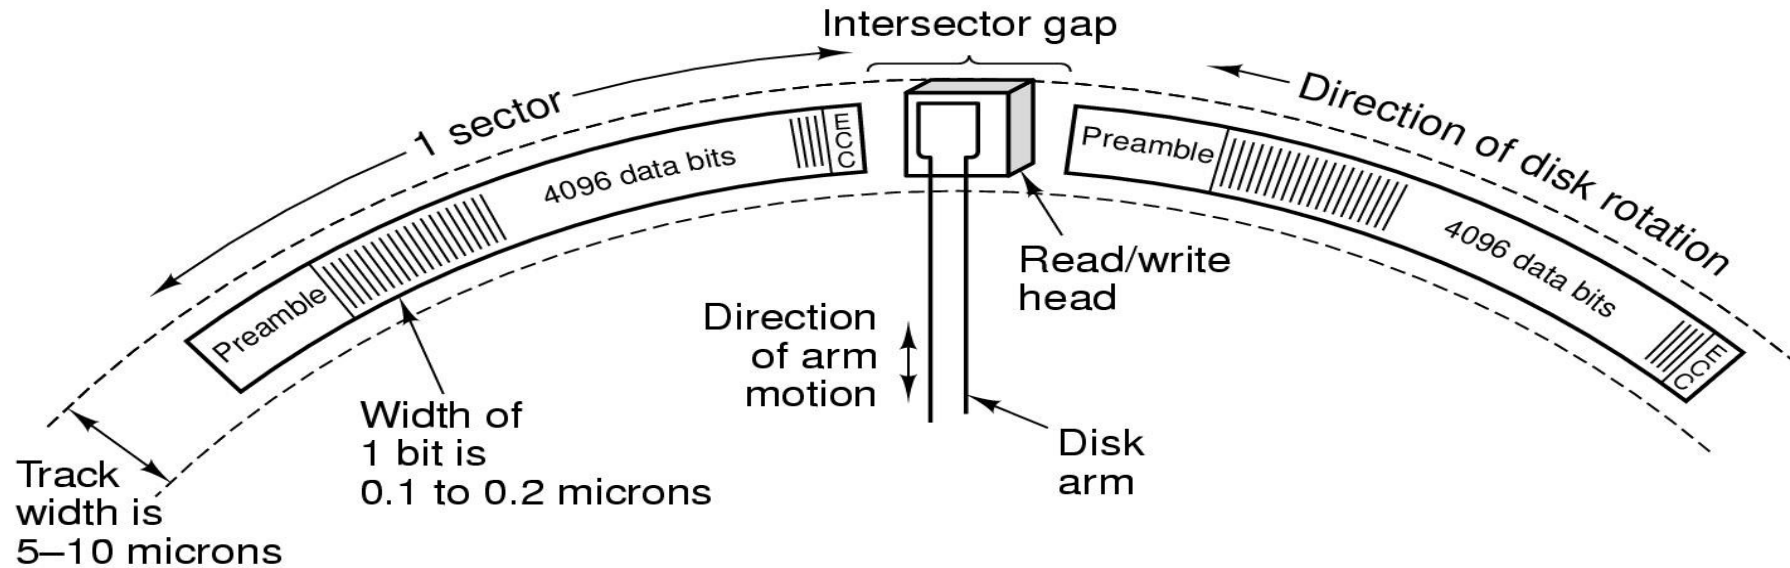 Intersector gap
1 sector
Direction of disk rotation
Preamble
4096 data bits
E
C
C
Preamble
4096 data bits
E
C
C
Read/write
head
Direction
of arm
motion
Width of
1 bit is
0.1 to 0.2 microns
Disk
arm
Track
width is
5–10 microns